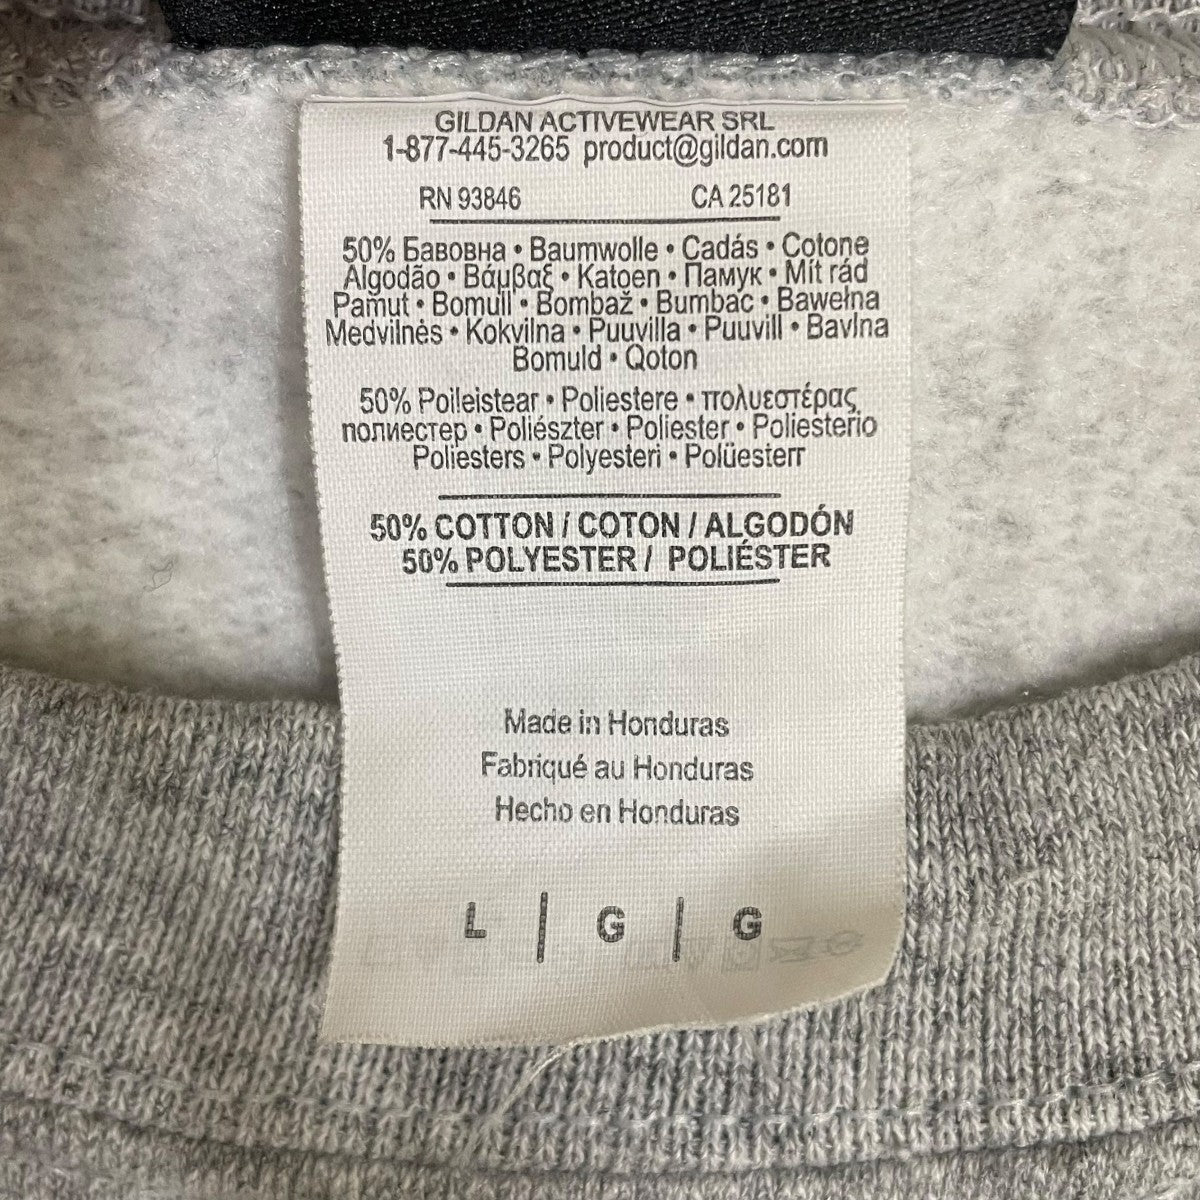 GILDAN ACTIVEWEAR SRL
1-877-445-3265 product@gildan.com
RN 93846 CA 25181
50% Бавовна • Baumwolle • Cadás • Cotone
Algodão • Βάμβαξ • Katoen • Памук • Mít rád
Pamut • Bomull • Bombaž • Bumbac • Bawełna
Medvilnės • Kokvilna • Puuvilla • Puuvill • Bavlna
Bomuld • Qoton
50% Poileistear • Poliestere • πολυεστέρας,
полиестер • Poliészter • Poliester • Poliesterio
Poliesters • Polyesteri • Polüesterr
50% COTTON / COTON / ALGODÓN
50% POLYESTER / POLIÉSTER
Made in Honduras
Fabriqué au Honduras
Hecho en Honduras
L | G | G